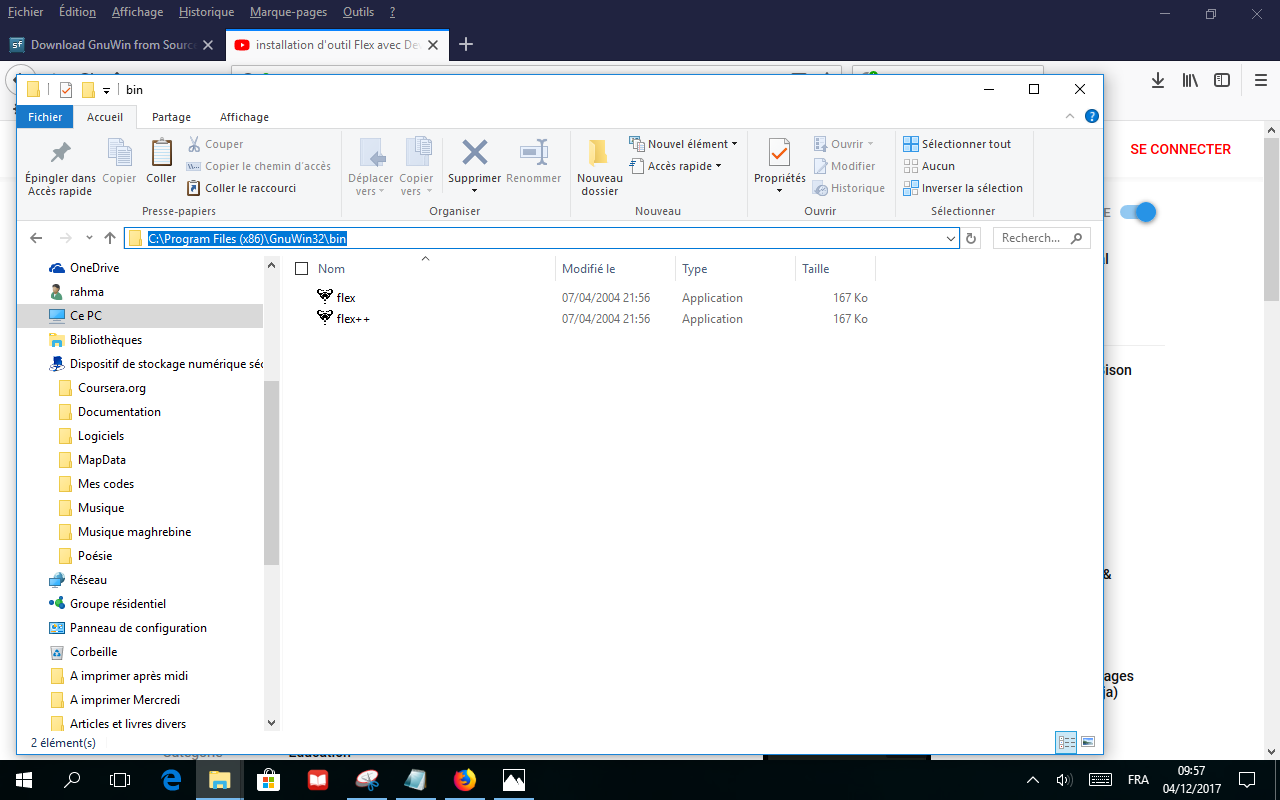 Fichier Édition Affichage Historique Marque-pages Outils ?
Download GnuWin from Sourc
installation d'outil Flex avec De
bin
Fichier Accueil Partage Affichage
Épingler dans Accès rapide
Copier
Coller
Couper
Copier le chemin d'accès
Coller le raccourci
Presse-papiers
Déplacer vers
Copier vers
Supprimer
Renommer
Organiser
Nouveau dossier
Nouvel élément
Accès rapide
Nouveau
Propriétés
Ouvrir
Modifier
Historique
Ouvrir
Sélectionner tout
Aucun
Inverser la sélection
Sélectionner
SE CONNECTER
C:\Program Files (x86)\GnuWin32\bin
Recherch...
Nom Modifié le Type Taille
flex 07/04/2004 21:56 Application 167 Ko
flex++ 07/04/2004 21:56 Application 167 Ko
OneDrive
rahma
Ce PC
Bibliothèques
Dispositif de stockage numérique séc
Coursera.org
Documentation
Logiciels
MapData
Mes codes
Musique
Musique maghrebine
Poésie
Réseau
Groupe résidentiel
Panneau de configuration
Corbeille
A imprimer après midi
A imprimer Mercredi
Articles et livres divers
2 élément(s)
E
al
Bison
&
ages
ja)
FRA
09:57
04/12/2017